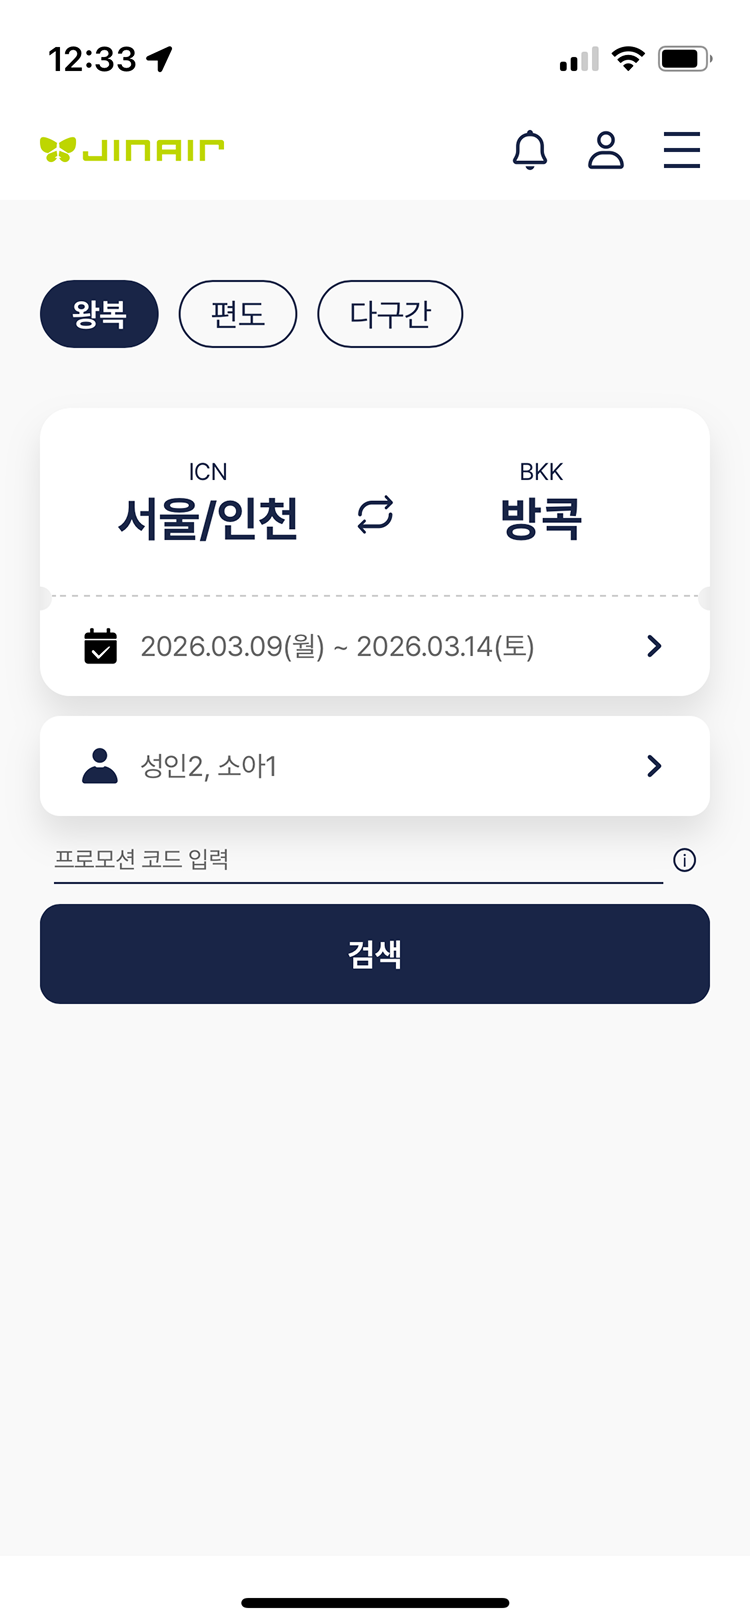 12:33
JINAIR
왕복 편도 다구간
ICN BKK
서울/인천 방콕
2026.03.09(월) ~ 2026.03.14(토)
성인2, 소아1
프로모션 코드 입력
검색